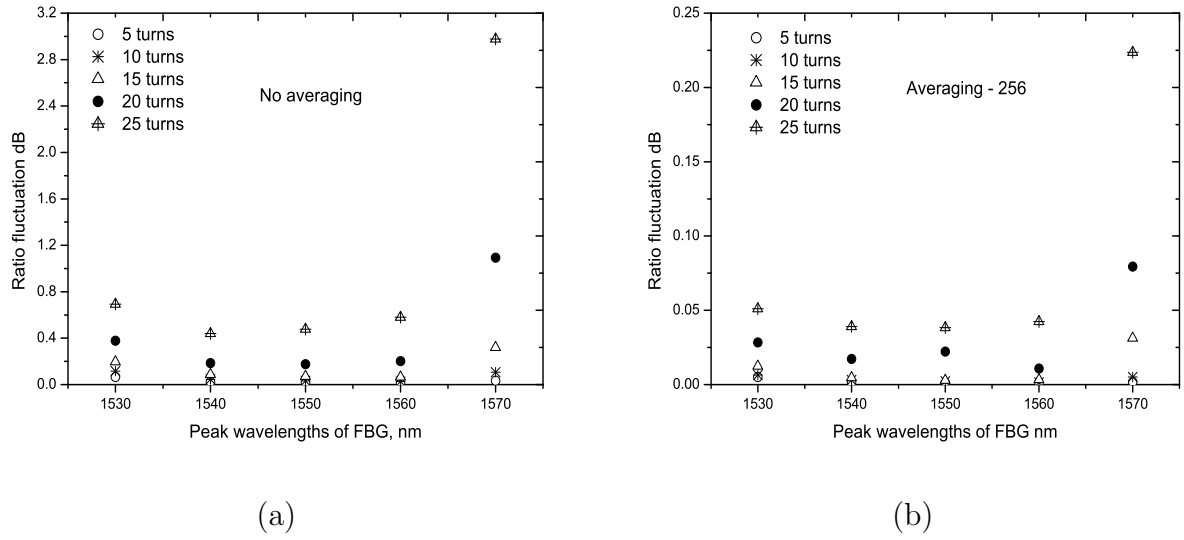 3.2
2.8
2.4
2.0
1.6
1.2
0.8
0.4
0.0
Ratio fluctuation dB
5 turns
10 turns
15 turns
20 turns
25 turns
No averaging
1530 1540 1550 1560 1570
Peak wavelengths of FBG, nm
(a)
0.25
0.20
0.15
0.10
0.05
0.00
Ratio fluctuation dB
5 turns
10 turns
15 turns
20 turns
25 turns
Averaging - 256
1530 1540 1550 1560 1570
Peak wavelengths of FBG nm
(b)